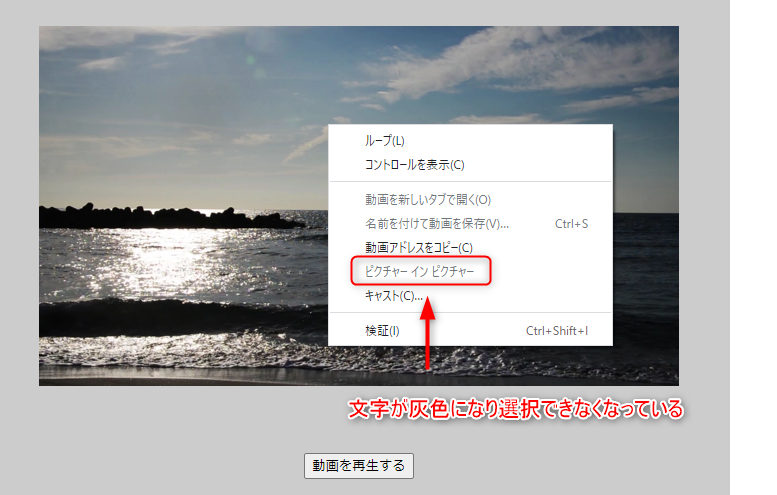 ループ(L)
コントロールを表示(C)
動画を新しいタブで開く(O)
名前を付けて動画を保存(V)... Ctrl+S
動画アドレスをコピー(C)
ピクチャー イン ピクチャー
キャスト(C)...
検証(I) Ctrl+Shift+I
文字が灰色になり選択できなくなっている
動画を再生する